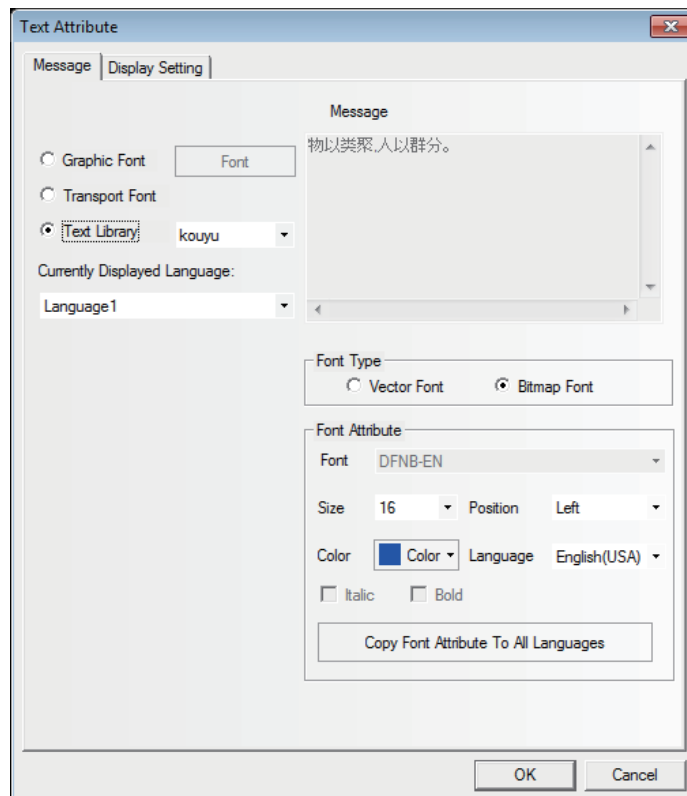 Text Attribute
Message
Display Setting
Message
Graphic Font
Font
物以类聚,人以群分。
Transport Font
Text Library
kouyu
Currently Displayed Language:
Language1
Font Type
Vector Font
Bitmap Font
Font Attribute
Font
DFNB-EN
Size
16
Position
Left
Color
Color
Language
English(USA)
Italic
Bold
Copy Font Attribute To All Languages
OK
Cancel